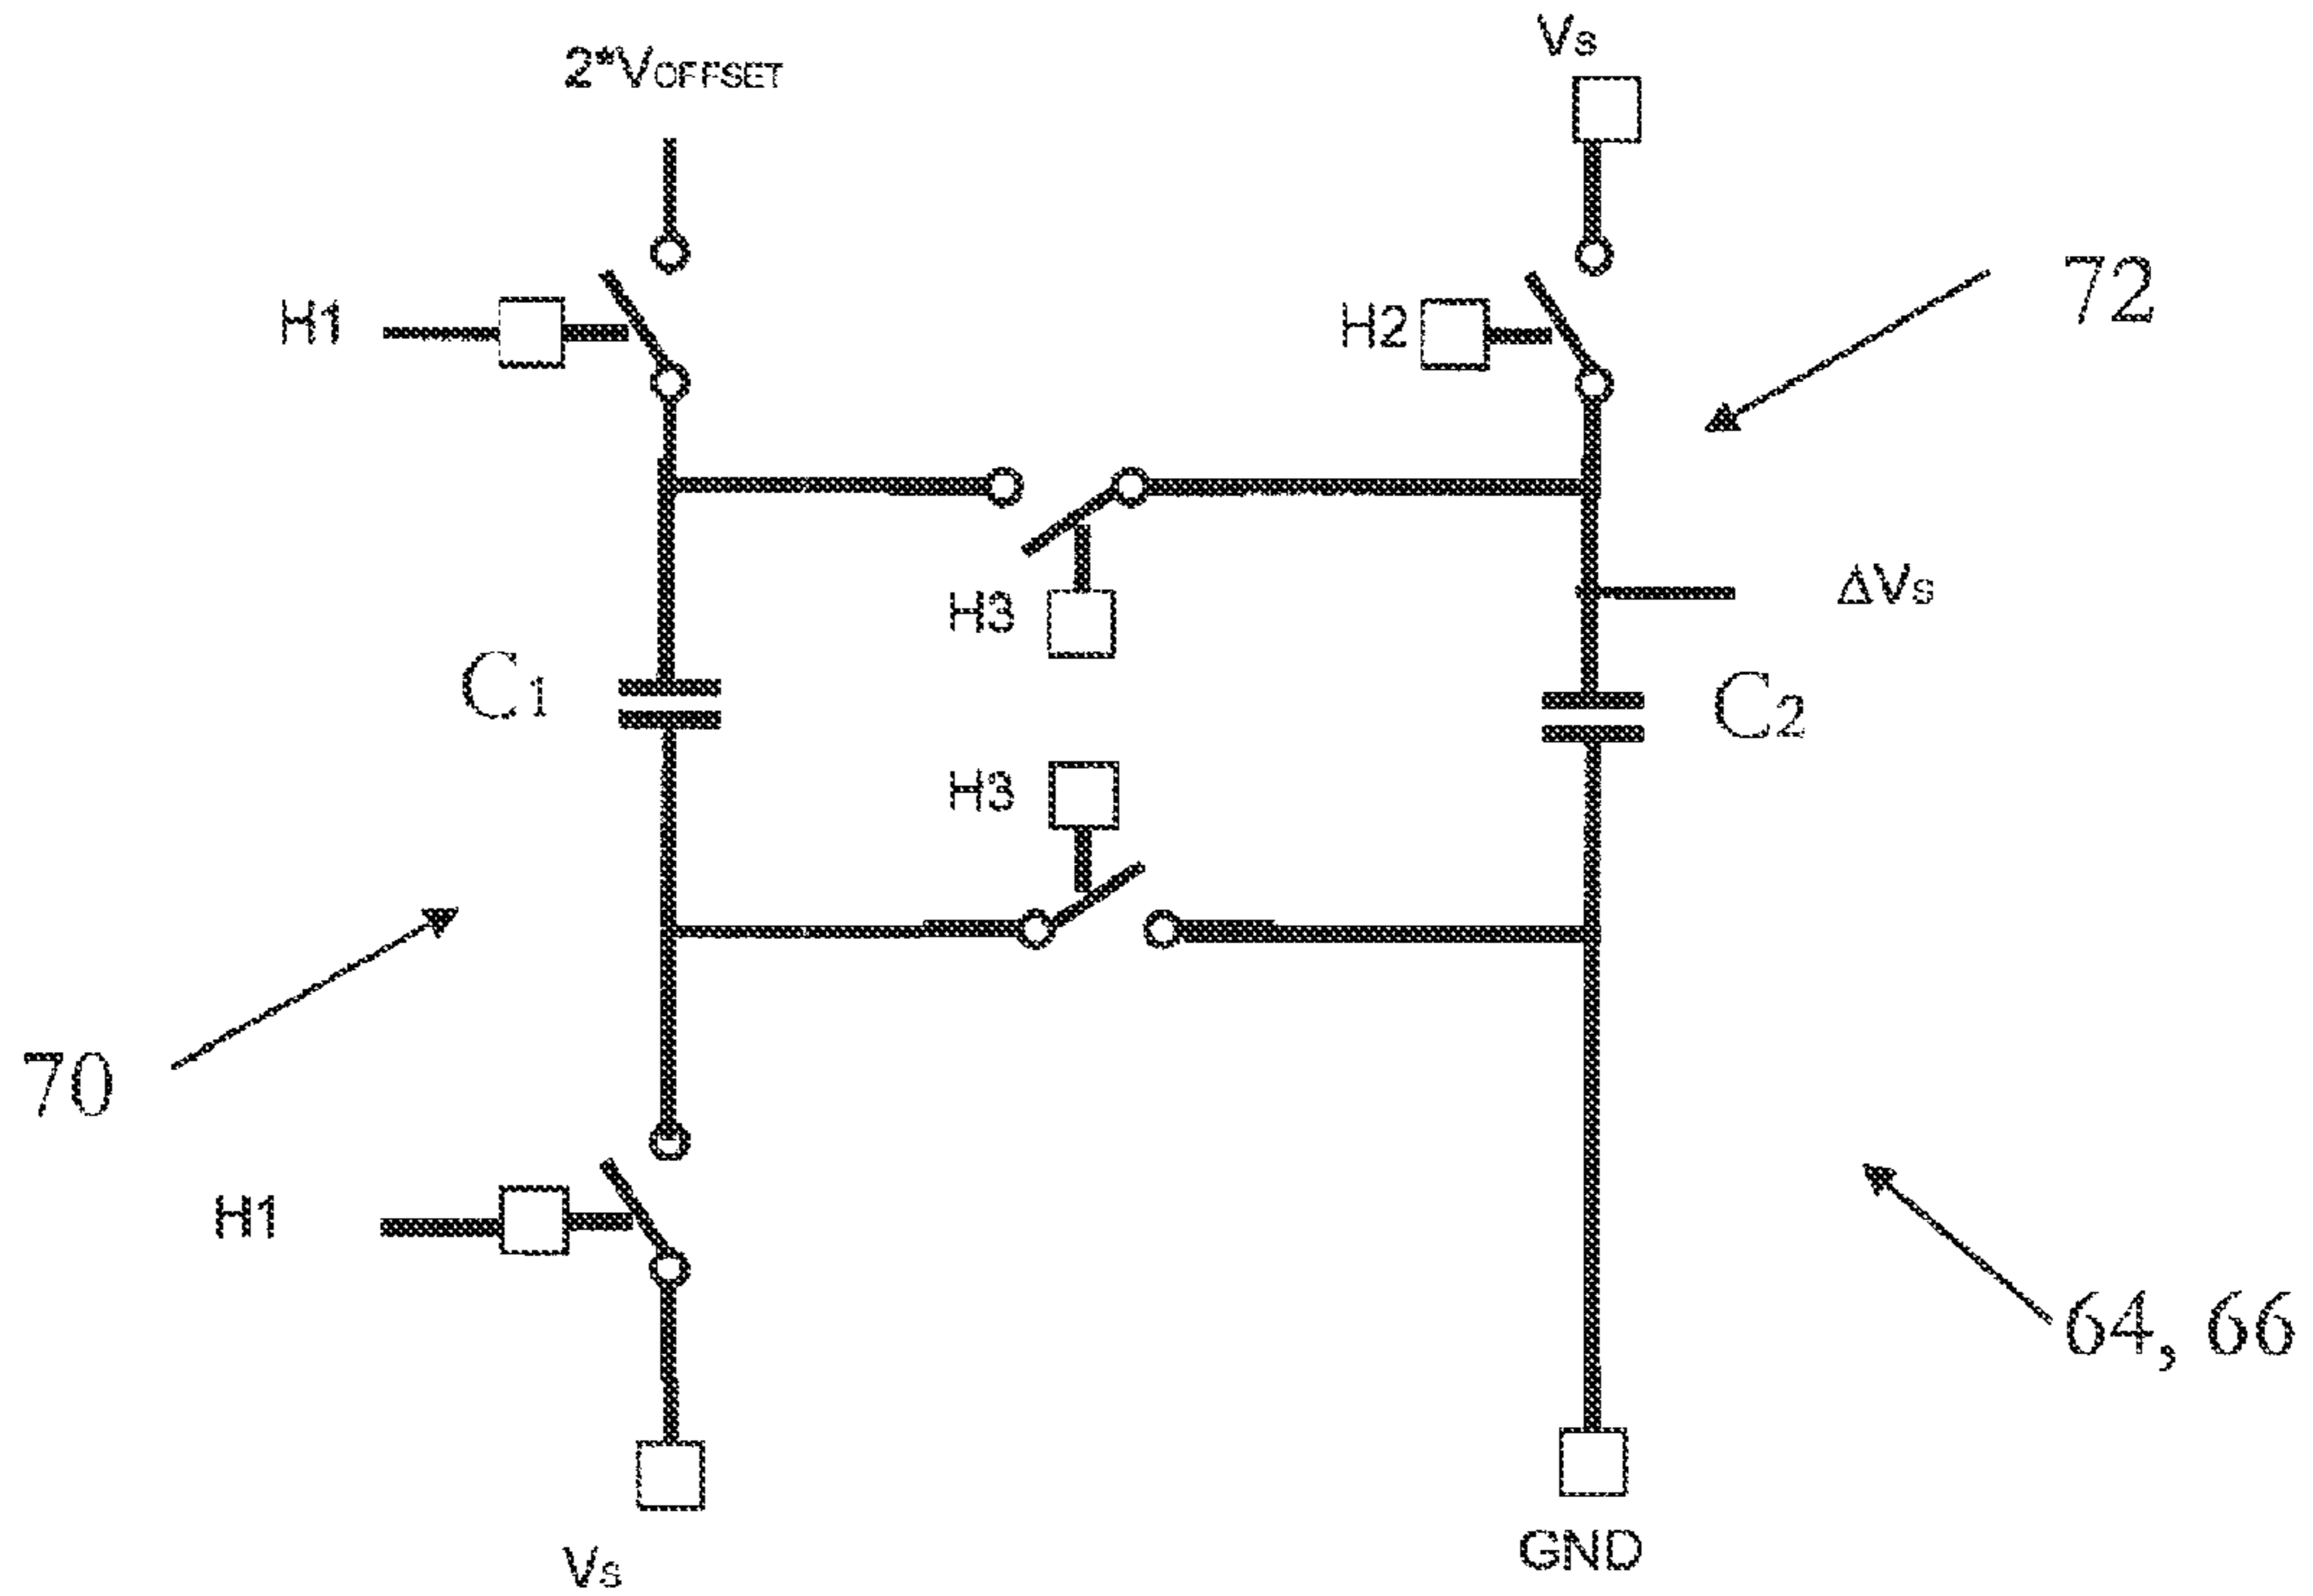 Vs
2*VOFFSET
72
H1
H2
ΔVs
H3
C1
C2
H3
70
H1
64, 66
GND
Vs